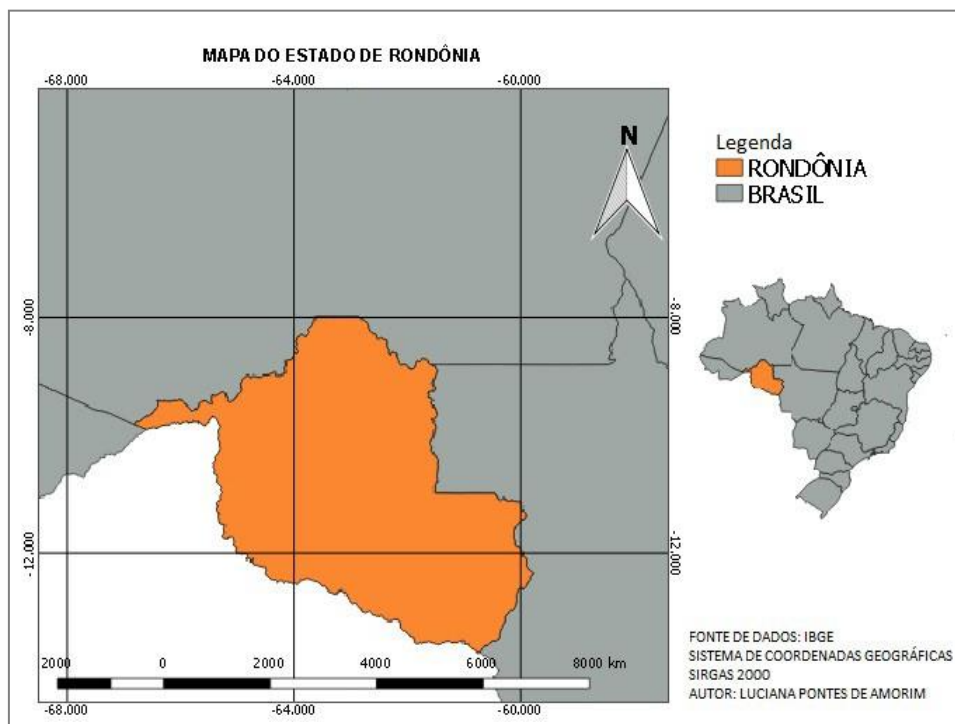 MAPA DO ESTADO DE RONDÔNIA
-68.000 -64.000 -60.000
N
Legenda
RONDÔNIA
BRASIL
-8.000 -8.000
-12.000 -12.000
2000 0 2000 4000 6000 8000 km
-68.000 -64.000 -60.000
FONTE DE DADOS: IBGE
SISTEMA DE COORDENADAS GEOGRÁFICAS
SIRGAS 2000
AUTOR: LUCIANA PONTES DE AMORIM